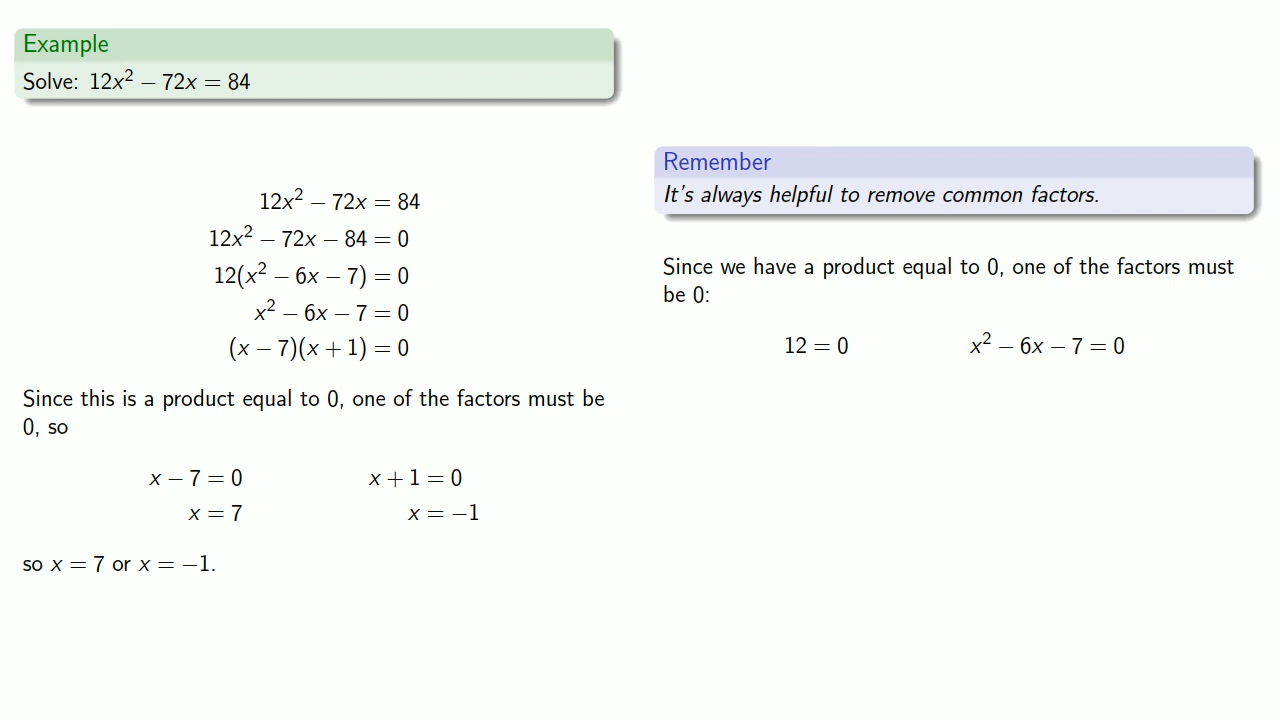 Example
Solve: 12x² − 72x = 84
12x² − 72x = 84
12x² − 72x − 84 = 0
12(x² − 6x − 7) = 0
x² − 6x − 7 = 0
(x − 7)(x + 1) = 0
Since this is a product equal to 0, one of the factors must be
0, so
x − 7 = 0 x + 1 = 0
x = 7 x = −1
so x = 7 or x = −1.
Remember
It's always helpful to remove common factors.
Since we have a product equal to 0, one of the factors must
be 0:
12 = 0 x² − 6x − 7 = 0